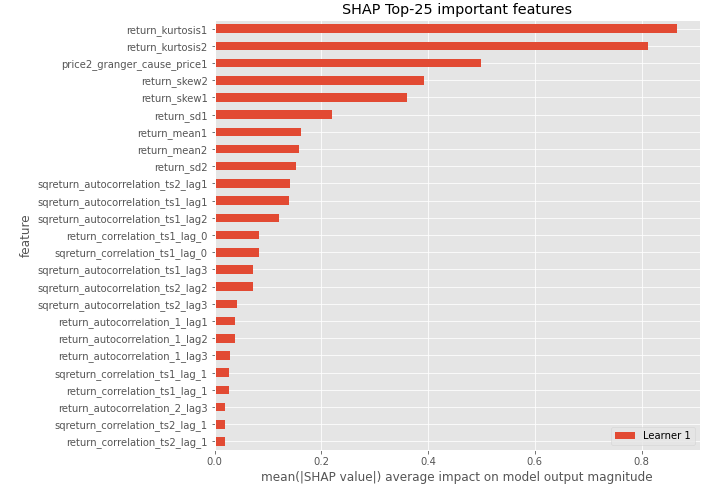 SHAP Top-25 important features
return_kurtosis1
return_kurtosis2
price2_granger_cause_price1
return_skew2
return_skew1
return_sd1
return_mean1
return_mean2
return_sd2
sqreturn_autocorrelation_ts2_lag1
sqreturn_autocorrelation_ts1_lag1
sqreturn_autocorrelation_ts1_lag2
return_correlation_ts1_lag_0
sqreturn_correlation_ts1_lag_0
sqreturn_autocorrelation_ts1_lag3
sqreturn_autocorrelation_ts2_lag2
sqreturn_autocorrelation_ts2_lag3
return_autocorrelation_1_lag1
return_autocorrelation_1_lag2
return_autocorrelation_1_lag3
sqreturn_correlation_ts1_lag_1
return_correlation_ts1_lag_1
return_autocorrelation_2_lag3
sqreturn_correlation_ts2_lag_1
return_correlation_ts2_lag_1
feature
Learner 1
0.0 0.2 0.4 0.6 0.8
mean(|SHAP value|) average impact on model output magnitude